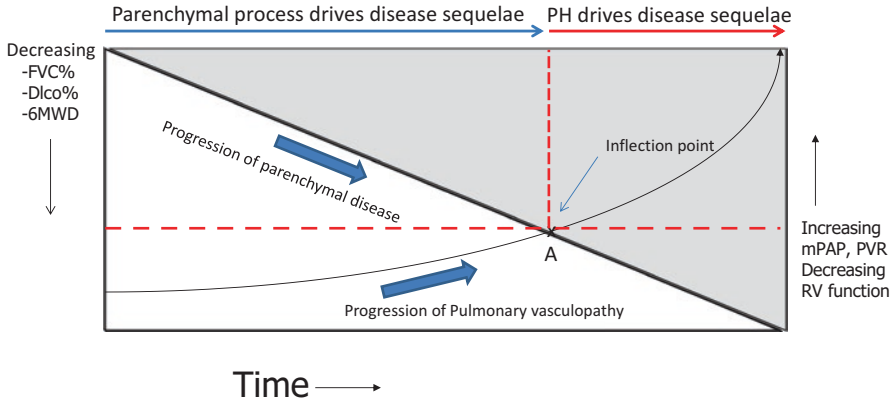 Parenchymal process drives disease sequelae
PH drives disease sequelae
Decreasing
-FVC%
-Dlco%
-6MWD
Progression of parenchymal disease
Inflection point
A
Increasing
mPAP, PVR
Decreasing
RV function
Progression of Pulmonary vasculopathy
Time